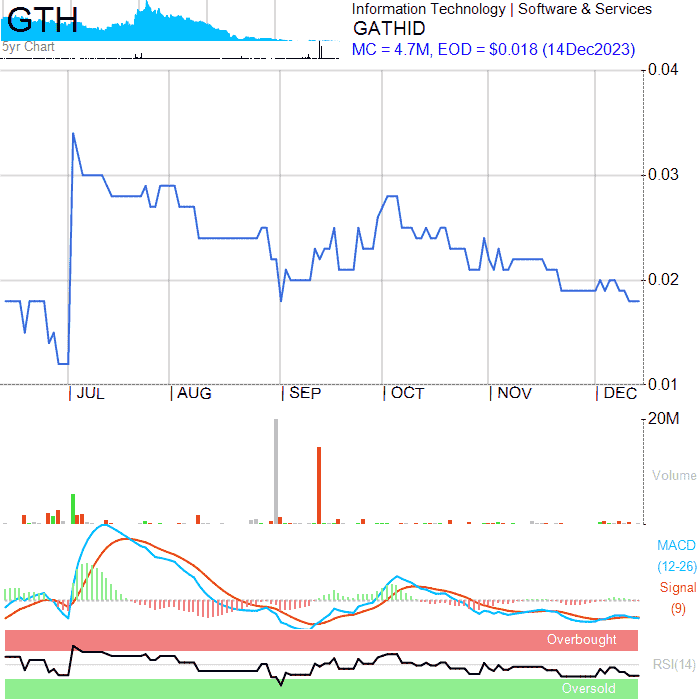 GTH
5yr Chart
Information Technology | Software & Services
GATHID
MC = 4.7M, EOD = $0.018 (14Dec2023)
0.04
0.03
0.02
0.01
| JUL | AUG | SEP | OCT | NOV | DEC
20M
Volume
MACD
(12-26)
Signal
(9)
Overbought
RSI(14)
Oversold